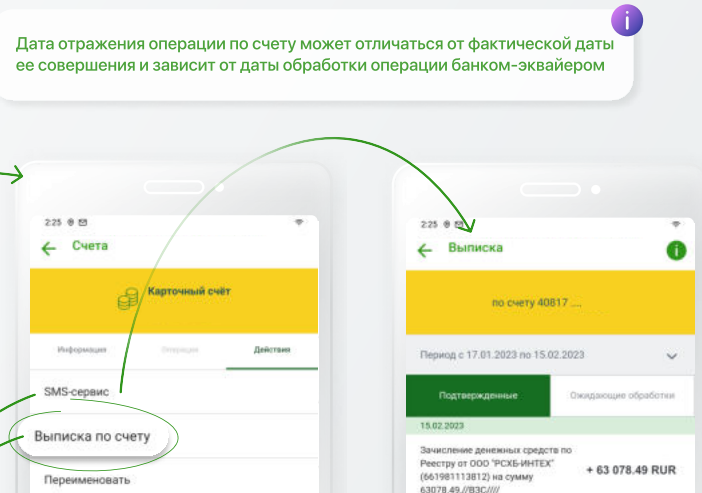 i
Дата отражения операции по счету может отличаться от фактической даты
ее совершения и зависит от даты обработки операции банком-эквайером
2:25
Счета
Карточный счёт
Информация Операции Действия
SMS-сервис
Выписка по счету
Переименовать
2:25
Выписка
i
по счету 40817 ....
Период с 17.01.2023 по 15.02.2023
Подтвержденные Ожидающие обработки
15.02.2023
Зачисление денежных средств по
Реестру от ООО "РСХБ-ИНТЕХ"
(661981113812) на сумму
63078.49.//ВЗС////
+ 63 078.49 RUR